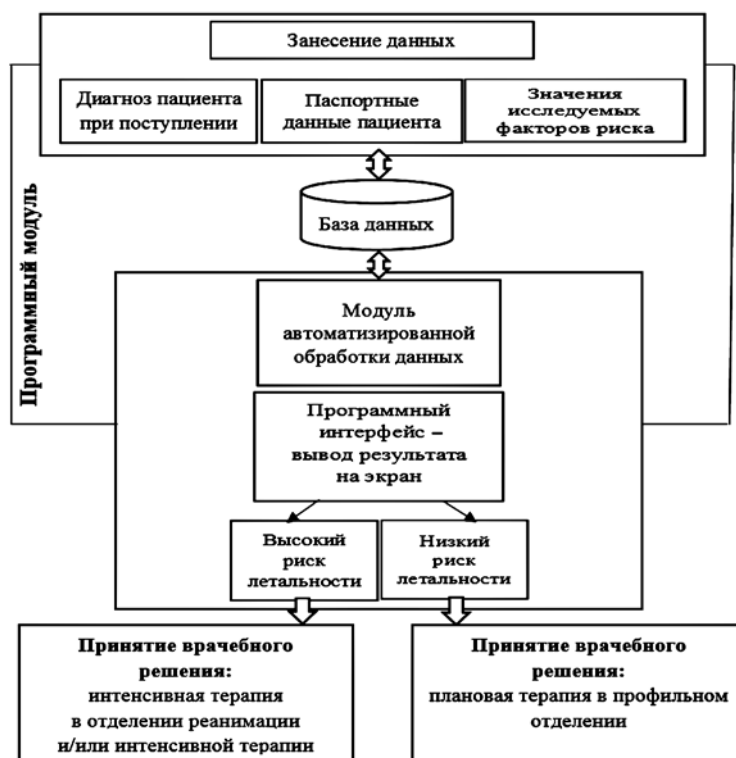 Занесение данных
Диагноз пациента
при поступлении
Паспортные
данные пациента
Значения
исследуемых
факторов риска
База данных
Программный модуль
Модуль
автоматизированной
обработки данных
Программный
интерфейс –
вывод результата
на экран
Высокий
риск
летальности
Низкий
риск
летальности
Принятие врачебного
решения:
интенсивная терапия
в отделении реанимации
и/или интенсивной терапии
Принятие врачебного
решения:
плановая терапия в профильном
отделении